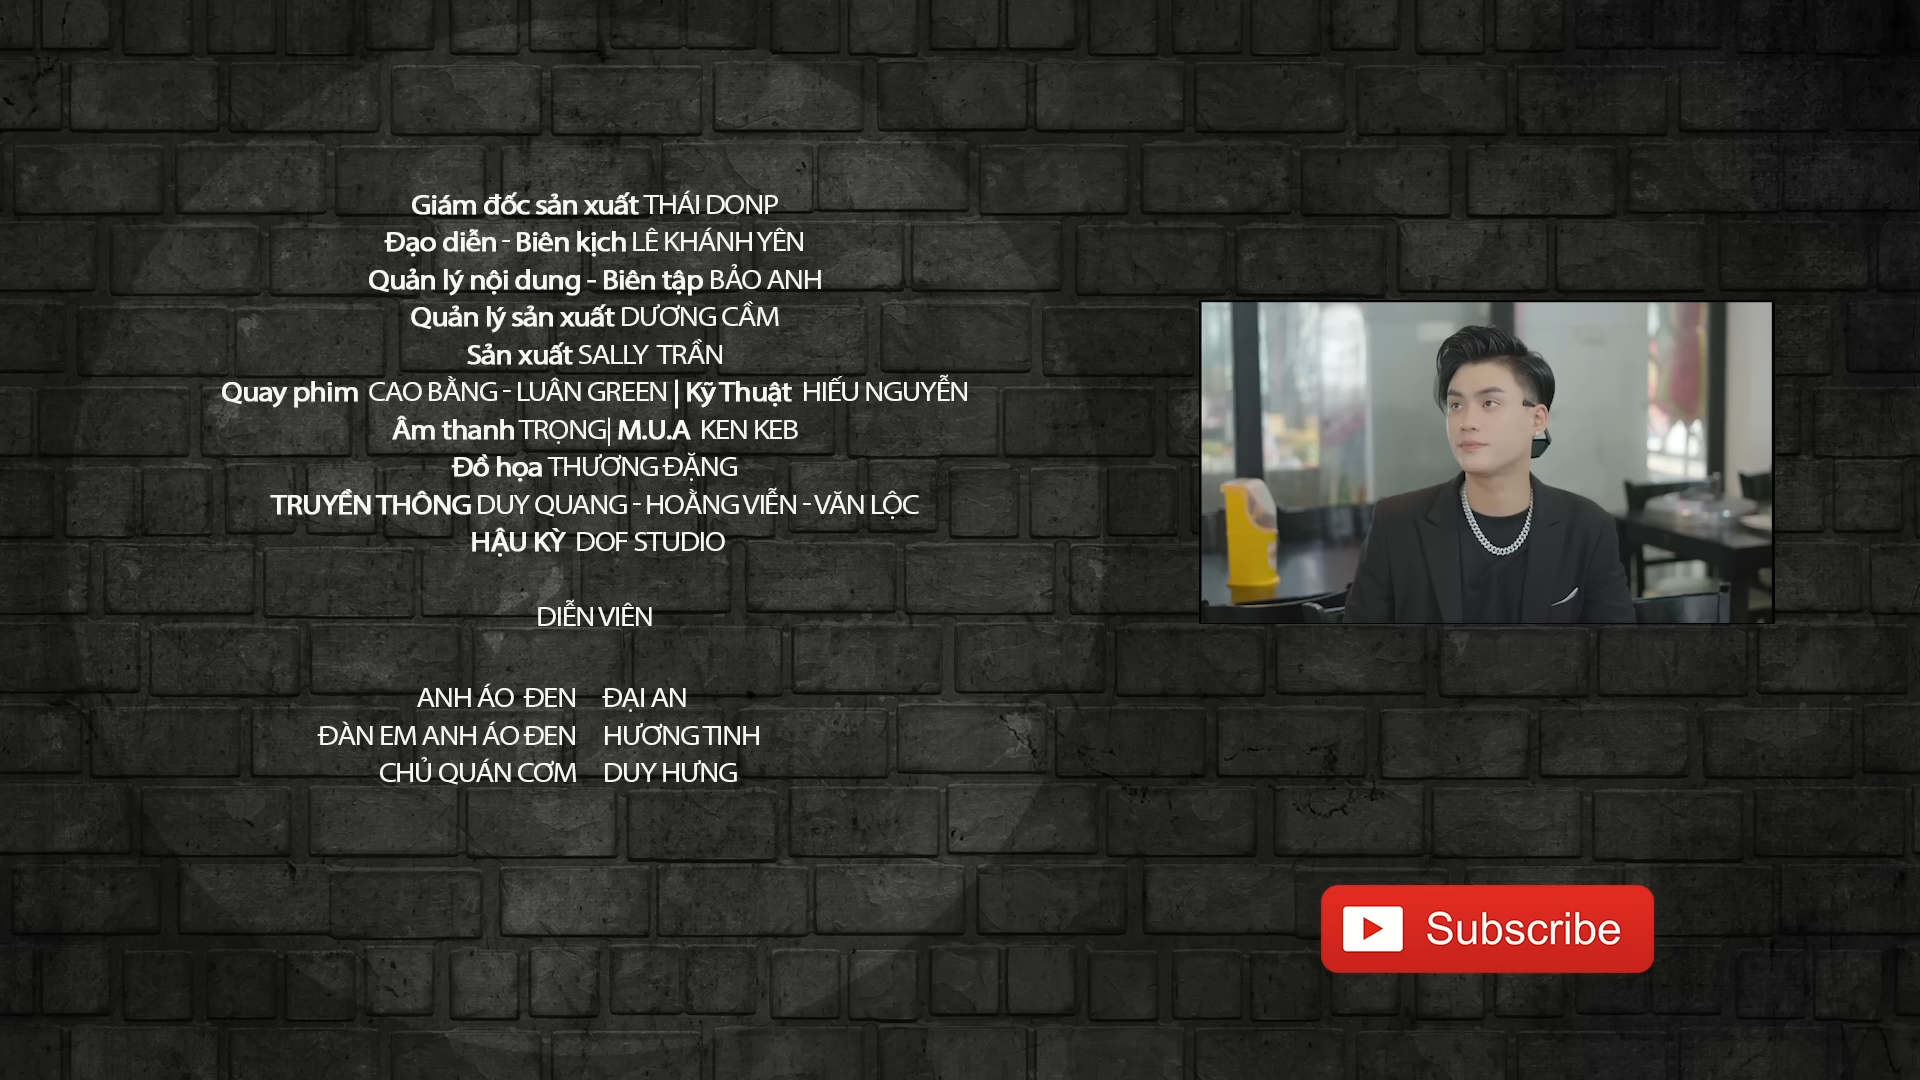 Giám đốc sản xuất THÁI DONP
Đạo diễn - Biên kịch LÊ KHÁNH YÊN
Quản lý nội dung - Biên tập BẢO ANH
Quản lý sản xuất DƯƠNG CẦM
Sản xuất SALLY TRẦN
Quay phim CAO BẰNG - LUÂN GREEN | Kỹ Thuật HIẾU NGUYỄN
Âm thanh TRỌNG| M.U.A KEN KEB
Đồ họa THƯƠNG ĐẶNG
TRUYỀN THÔNG DUY QUANG - HOẰNG VIỄN - VĂN LỘC
HẬU KỲ DOF STUDIO
DIỄN VIÊN
ANH ÁO ĐEN ĐẠI AN
ĐÀN EM ANH ÁO ĐEN HƯƠNG TINH
CHỦ QUÁN CƠM DUY HƯNG
Subscribe